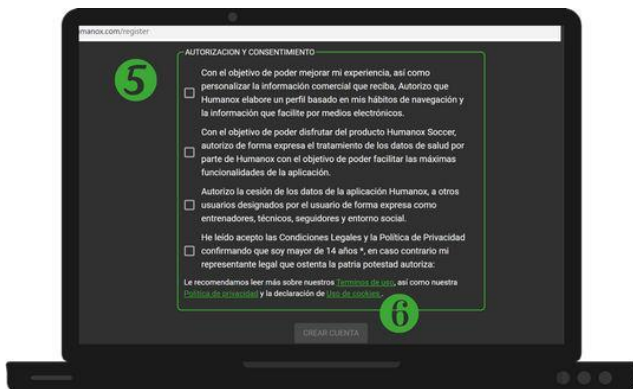 manox.com/register
AUTORIZACION Y CONSENTIMIENTO
5
Con el objetivo de poder mejorar mi experiencia, así como
personalizar la información comercial que reciba, Autorizo que
Humanox elabore un perfil basado en mis hábitos de navegación y
la información que facilite por medios electrónicos.
Con el objetivo de poder disfrutar del producto Humanox Soccer,
autorizo de forma expresa el tratamiento de los datos de salud por
parte de Humanox con el objetivo de poder facilitar las máximas
funcionalidades de la aplicación.
Autorizo la cesión de los datos de la aplicación Humanox, a otros
usuarios designados por el usuario de forma expresa como
entrenadores, técnicos, seguidores y entorno social.
He leído acepto las Condiciones Legales y la Política de Privacidad
confirmando que soy mayor de 14 años *, en caso contrario mi
representante legal que ostenta la patria potestad autoriza:
Le recomendamos leer más sobre nuestros Terminos de uso, así como nuestra
Política de privacidad y la declaración de Uso de cookies.
6
CREAR CUENTA